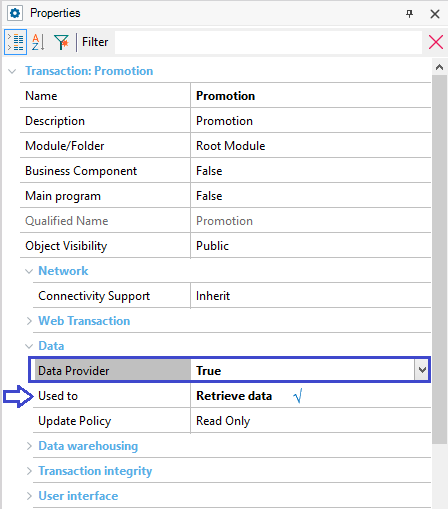 Properties
Filter
Transaction: Promotion
Name Promotion
Description Promotion
Module/Folder Root Module
Business Component False
Main program False
Qualified Name Promotion
Object Visibility Public
Network
Connectivity Support Inherit
Web Transaction
Data
Data Provider True
Used to Retrieve data √
Update Policy Read Only
Data warehousing
Transaction integrity
User interface